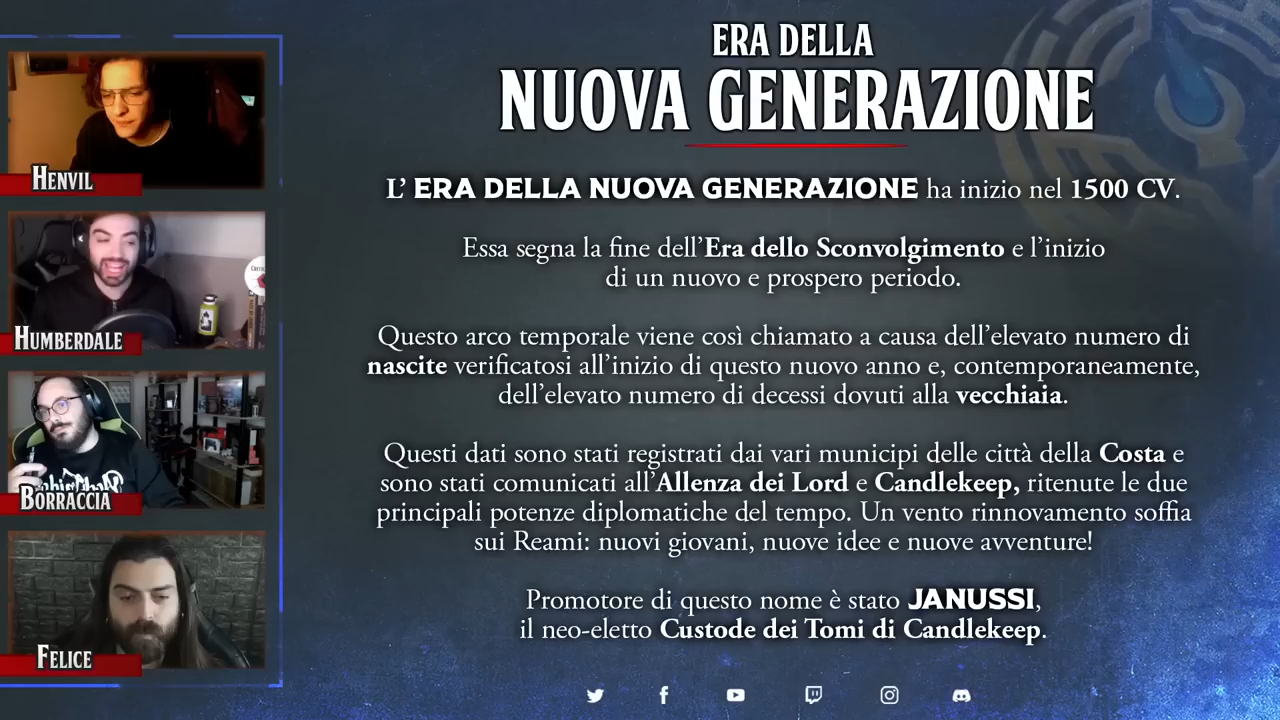 ERA DELLA
NUOVA GENERAZIONE
L' ERA DELLA NUOVA GENERAZIONE ha inizio nel 1500 CV.
Essa segna la fine dell'Era dello Sconvolgimento e l'inizio
di un nuovo e prospero periodo.
Questo arco temporale viene così chiamato a causa dell'elevato numero di
nascite verificatosi all'inizio di questo nuovo anno e, contemporaneamente,
dell'elevato numero di decessi dovuti alla vecchiaia.
Questi dati sono stati registrati dai vari municipi delle città della Costa e
sono stati comunicati all'Allenza dei Lord e Candlekeep, ritenute le due
principali potenze diplomatiche del tempo. Un vento rinnovamento soffia
sui Reami: nuovi giovani, nuove idee e nuove avventure!
Promotore di questo nome è stato JANUSSI,
il neo-eletto Custode dei Tomi di Candlekeep.
HENVIL
HUMBERDALE
BORRACCIA
FELICE